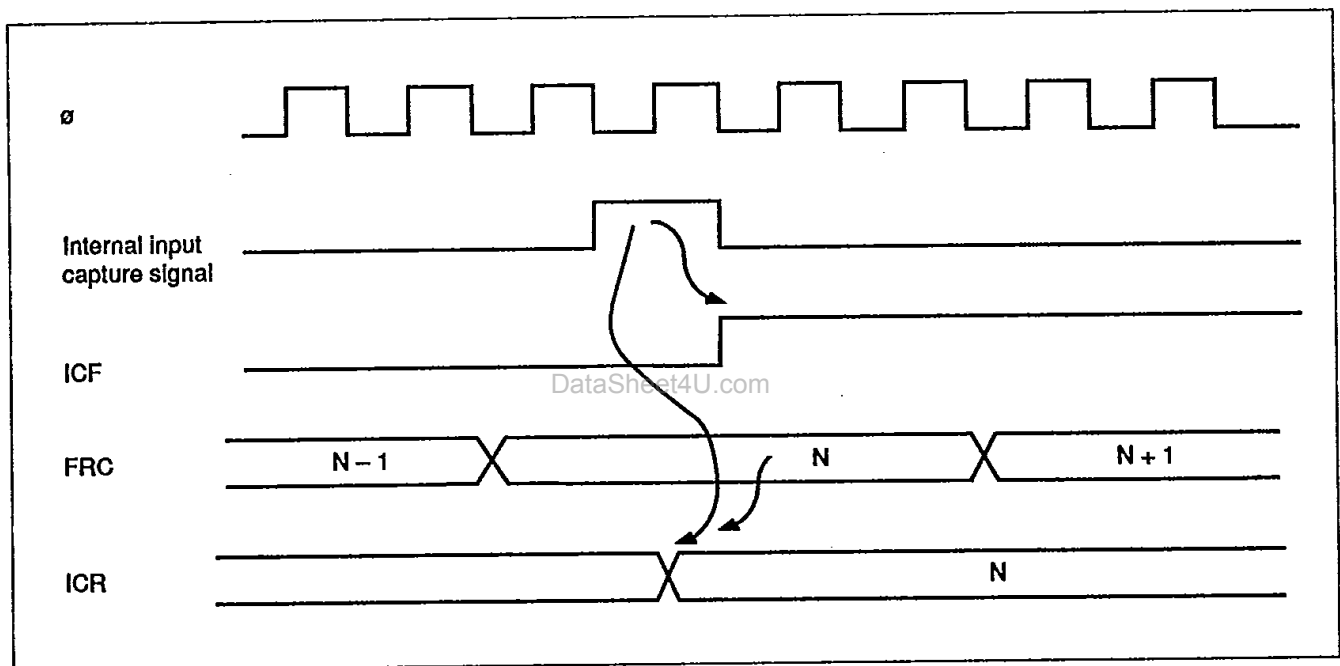 ø
Internal input
capture signal
ICF
DataSheet4U.com
FRC
N – 1
N
N + 1
ICR
N